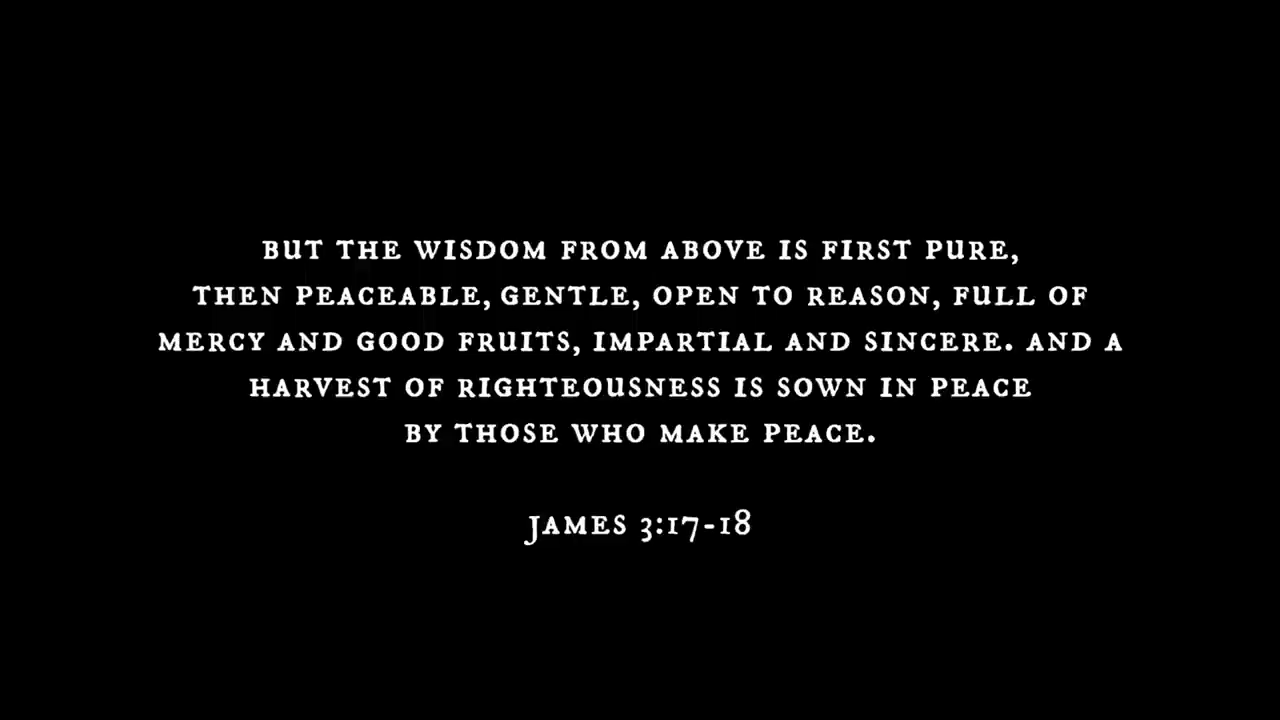 BUT THE WISDOM FROM ABOVE IS FIRST PURE,
THEN PEACEABLE, GENTLE, OPEN TO REASON, FULL OF
MERCY AND GOOD FRUITS, IMPARTIAL AND SINCERE. AND A
HARVEST OF RIGHTEOUSNESS IS SOWN IN PEACE
BY THOSE WHO MAKE PEACE.
JAMES 3:17-18